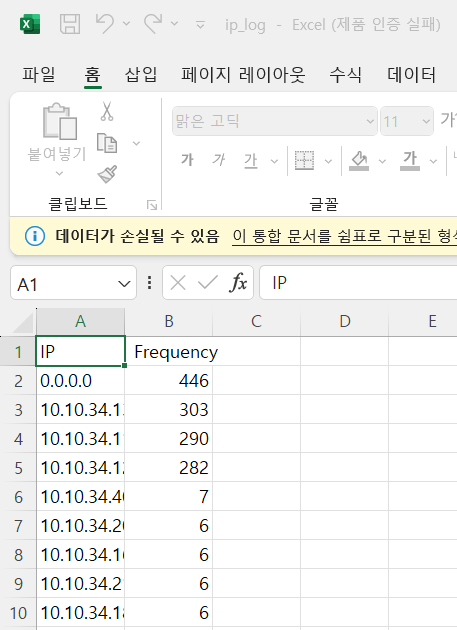 ip_log - Excel (제품 인증 실패)
파일 홈 삽입 페이지 레이아웃 수식 데이터
맑은 고딕 11 가
붙여넣기 가 가 가 가
클립보드 글꼴
데이터가 손실될 수 있음 이 통합 문서를 쉼표로 구분된 형식
A1 fx IP
A B C D E
1 IP Frequency
2 0.0.0.0 446
3 10.10.34.1 303
4 10.10.34.1 290
5 10.10.34.1 282
6 10.10.34.4 7
7 10.10.34.2 6
8 10.10.34.1 6
9 10.10.34.2 6
10 10.10.34.1 6